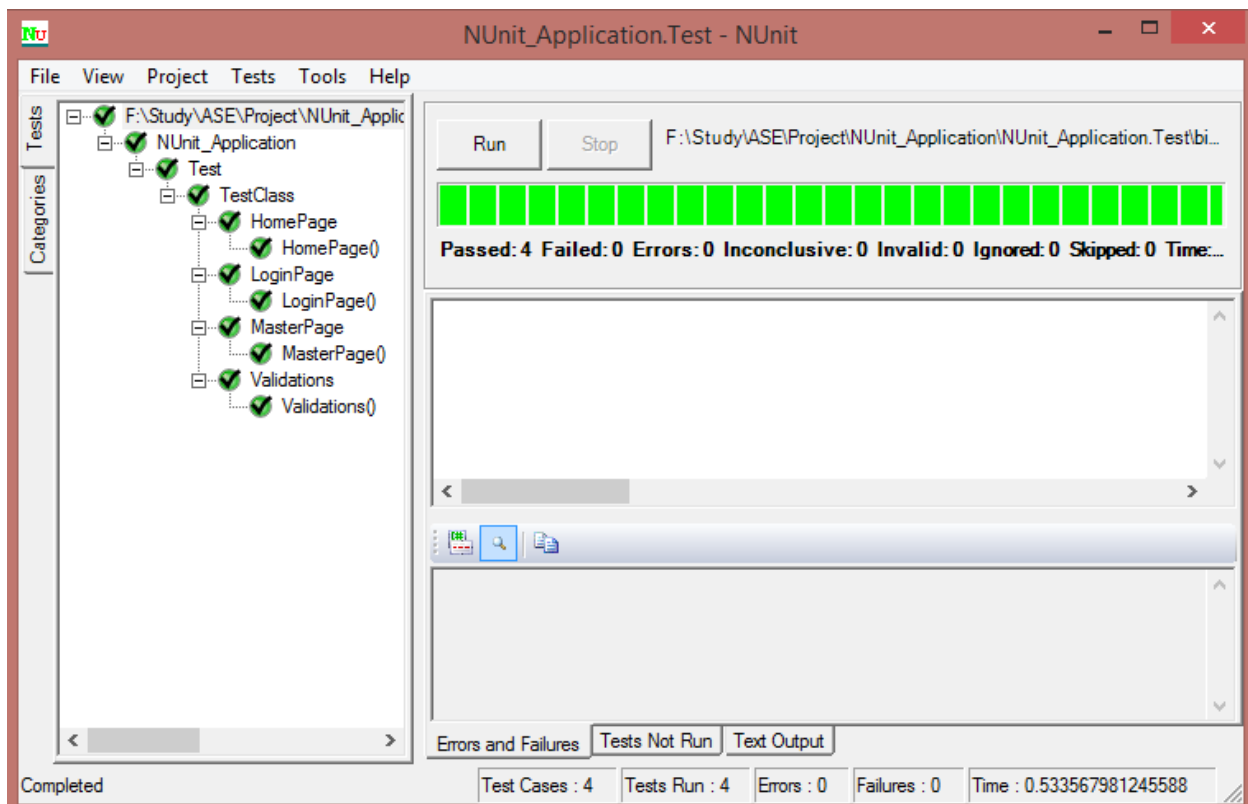 NUnit_Application.Test - NUnit
File View Project Tests Tools Help
Tests
Categories
F:\Study\ASE\Project\NUnit_Applic
NUnit_Application
Test
TestClass
HomePage
HomePage()
LoginPage
LoginPage()
MasterPage
MasterPage()
Validations
Validations()
Run Stop F:\Study\ASE\Project\NUnit_Application\NUnit_Application.Test\bi...
Passed: 4 Failed: 0 Errors: 0 Inconclusive: 0 Invalid: 0 Ignored: 0 Skipped: 0 Time:...
Errors and Failures Tests Not Run Text Output
Completed Test Cases : 4 Tests Run : 4 Errors : 0 Failures : 0 Time : 0.533567981245588